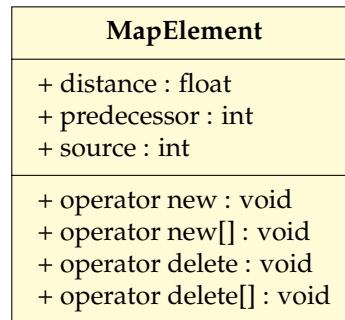 MapElement
+ distance : float
+ predecessor : int
+ source : int
+ operator new : void
+ operator new[] : void
+ operator delete : void
+ operator delete[] : void